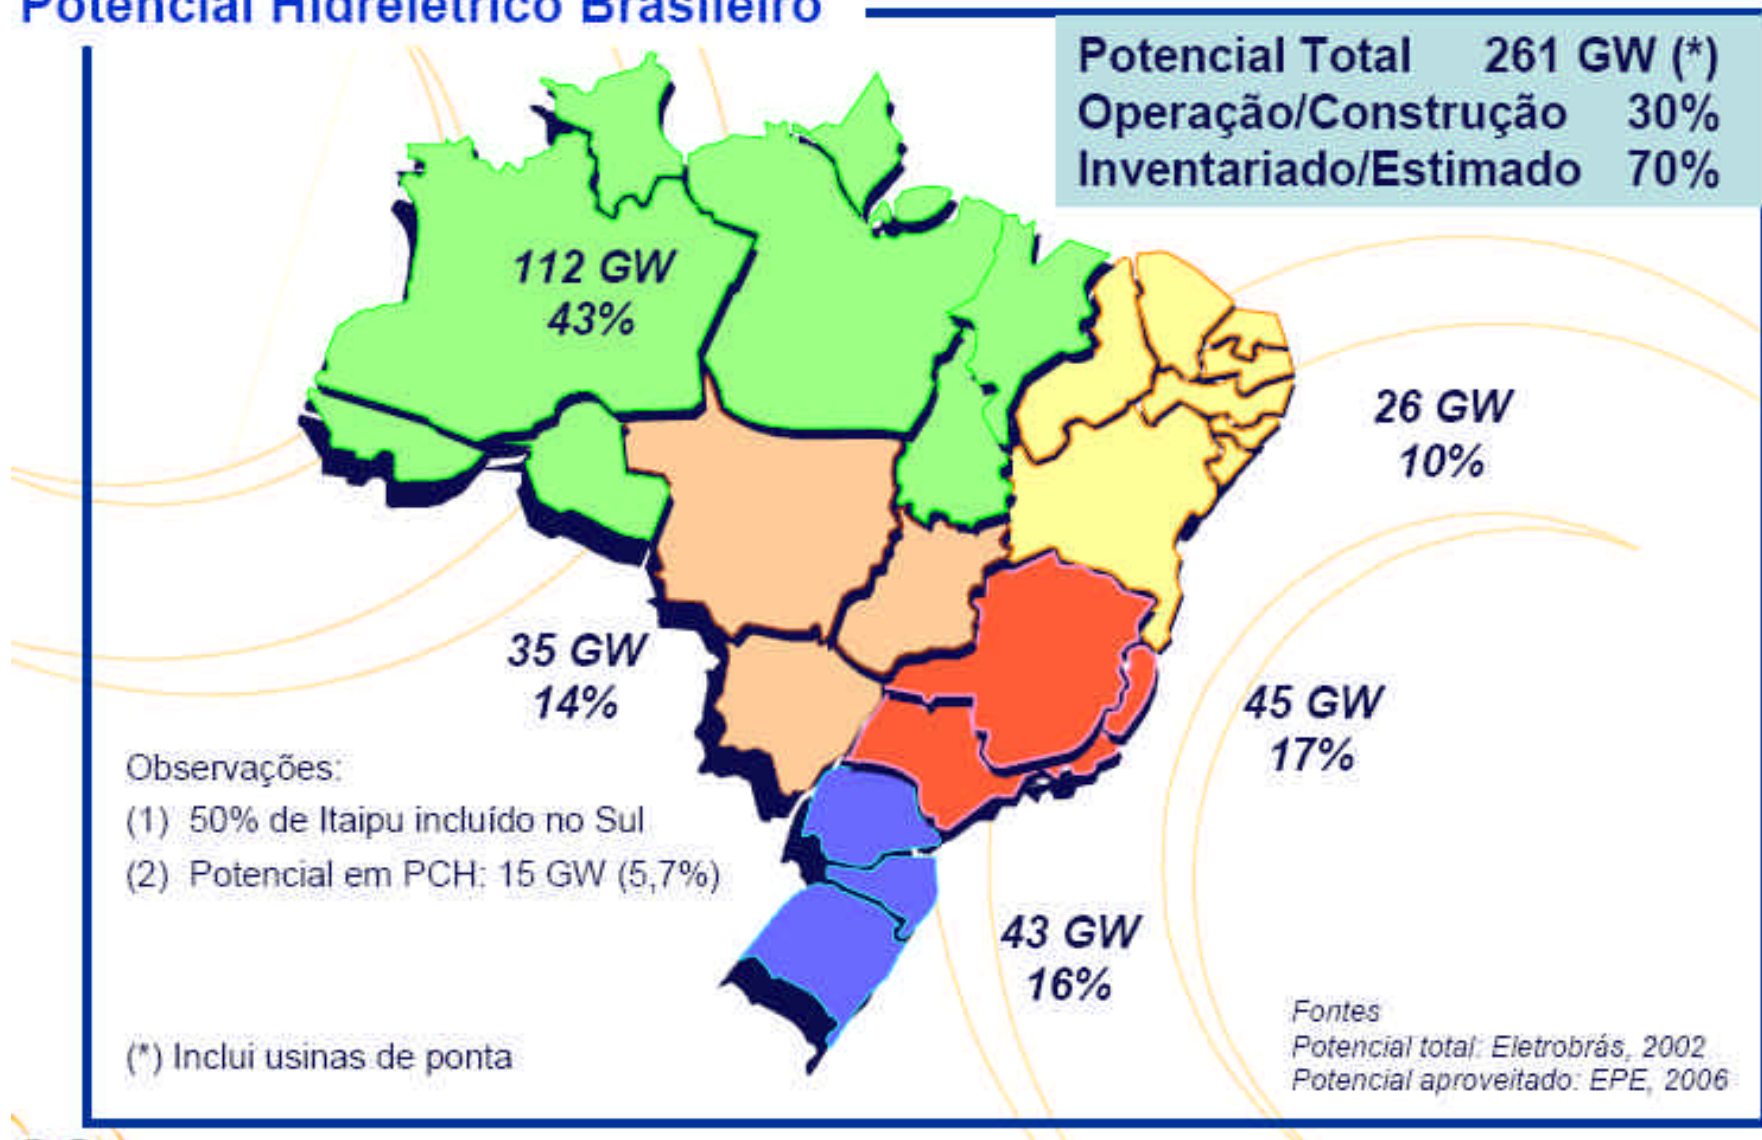 Potencial Hidrelétrico Brasileiro
Potencial Total 261 GW (*)
Operação/Construção 30%
Inventariado/Estimado 70%
112 GW
43%
26 GW
10%
35 GW
14%
45 GW
17%
Observações:
(1) 50% de Itaipu incluído no Sul
(2) Potencial em PCH: 15 GW (5,7%)
43 GW
16%
(*) Inclui usinas de ponta
Fontes
Potencial total: Eletrobrás, 2002
Potencial aproveitado: EPE, 2006